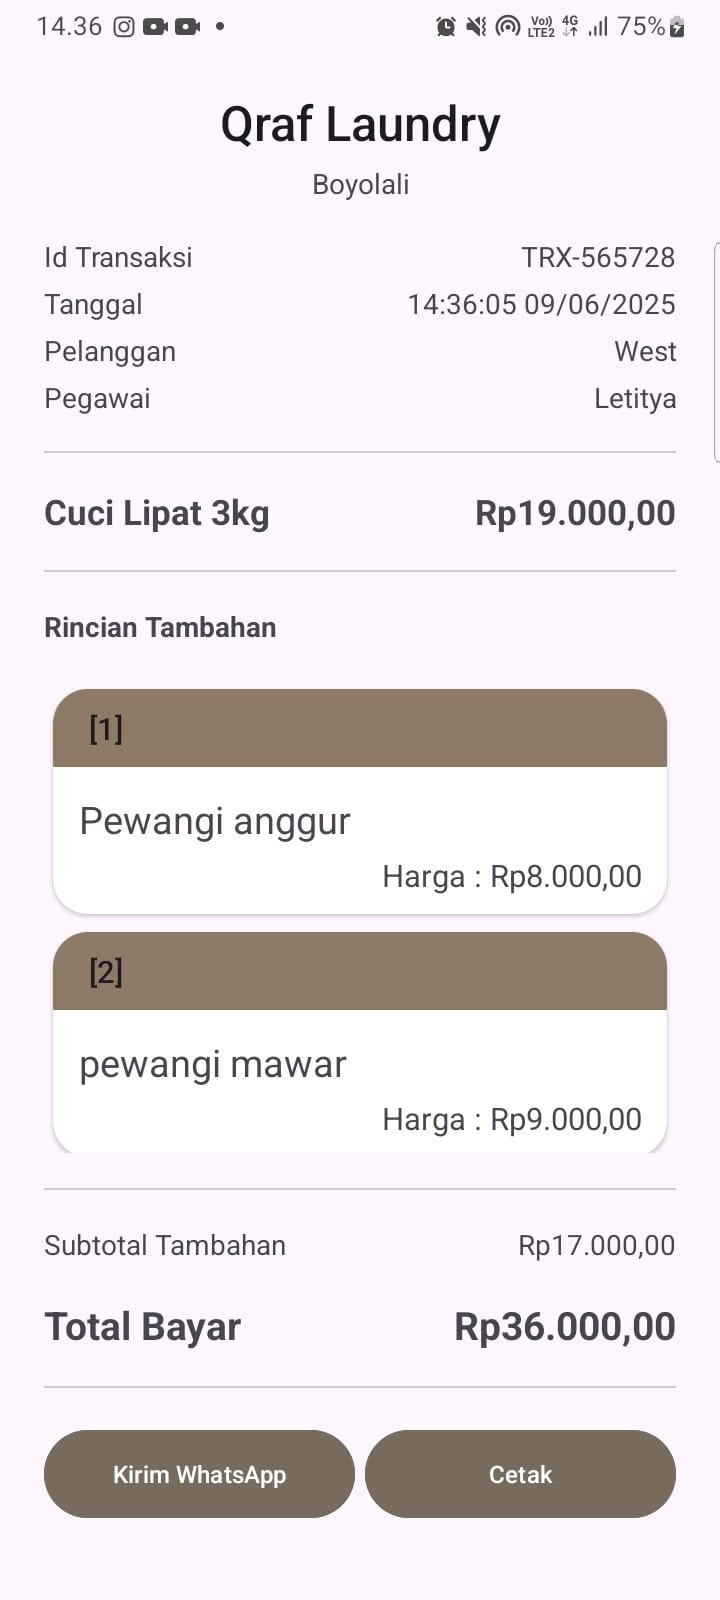 14.36 Vo)) LTE2 4G 75%
Qraf Laundry
Boyolali
Id Transaksi TRX-565728
Tanggal 14:36:05 09/06/2025
Pelanggan West
Pegawai Letitya
Cuci Lipat 3kg Rp19.000,00
Rincian Tambahan
[1]
Pewangi anggur
Harga : Rp8.000,00
[2]
pewangi mawar
Harga : Rp9.000,00
Subtotal Tambahan Rp17.000,00
Total Bayar Rp36.000,00
Kirim WhatsApp Cetak